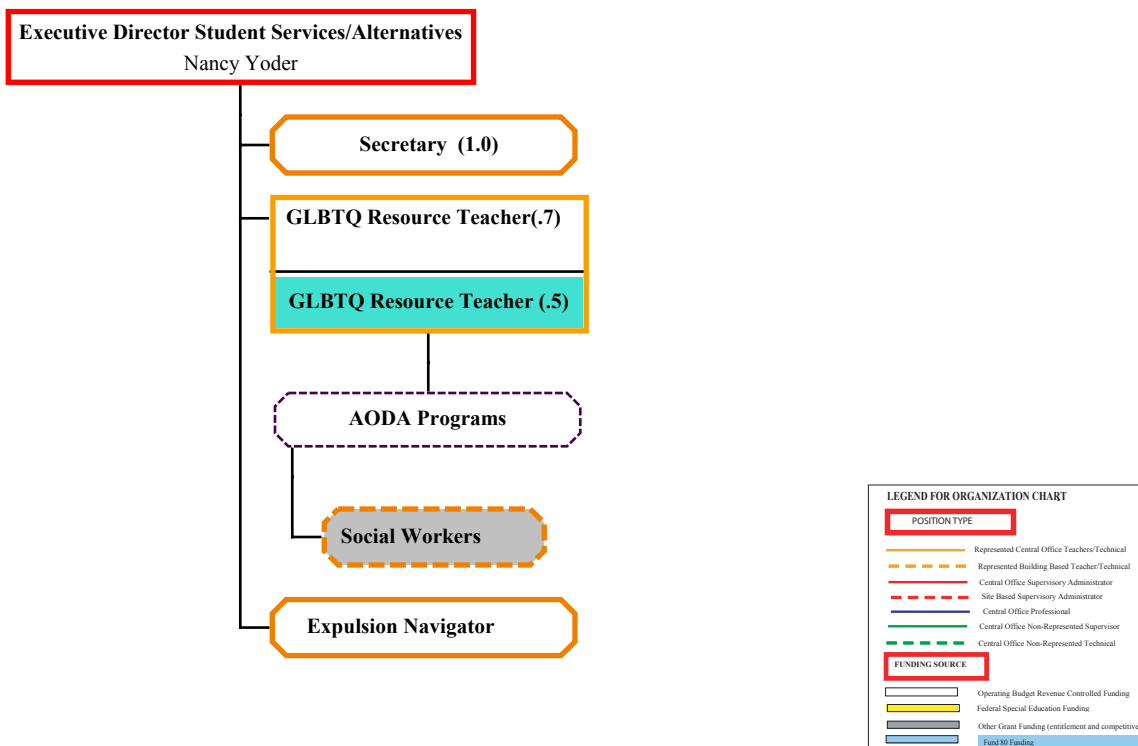 Executive Director Student Services/Alternatives
Nancy Yoder
Secretary (1.0)
GLBTQ Resource Teacher(.7)
GLBTQ Resource Teacher (.5)
AODA Programs
Social Workers
Expulsion Navigator
LEGEND FOR ORGANIZATION CHART
POSITION TYPE
Represented Central Office Teachers/Technical
Represented Building Based Teacher/Technical
Central Office Supervisory Administrator
Site Based Supervisory Administrator
Central Office Professional
Central Office Non-Represented Supervisor
Central Office Non-Represented Technical
FUNDING SOURCE
Operating Budget Revenue Controlled Funding
Federal Special Education Funding
Other Grant Funding (entitlement and competitive
Fund 80 Funding